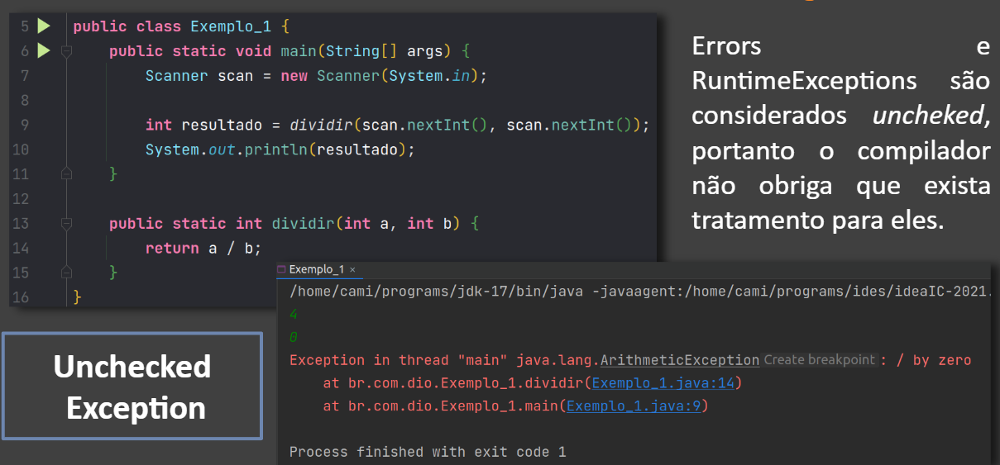 5 public class Exemplo_1 {
6 public static void main(String[] args) {
7 Scanner scan = new Scanner(System.in);
8
9 int resultado = dividir(scan.nextInt(), scan.nextInt());
10 System.out.println(resultado);
11 }
12
13 public static int dividir(int a, int b) {
14 return a / b;
15 }
16 }
Errors e
RuntimeExceptions são
considerados uncheked,
portanto o compilador
não obriga que exista
tratamento para eles.
Unchecked
Exception
Exemplo_1 ×
/home/cami/programs/jdk-17/bin/java -javaagent:/home/cami/programs/ides/ideaIC-2021.
4
0
Exception in thread "main" java.lang.ArithmeticException Create breakpoint : / by zero
at br.com.dio.Exemplo_1.dividir(Exemplo_1.java:14)
at br.com.dio.Exemplo_1.main(Exemplo_1.java:9)
Process finished with exit code 1